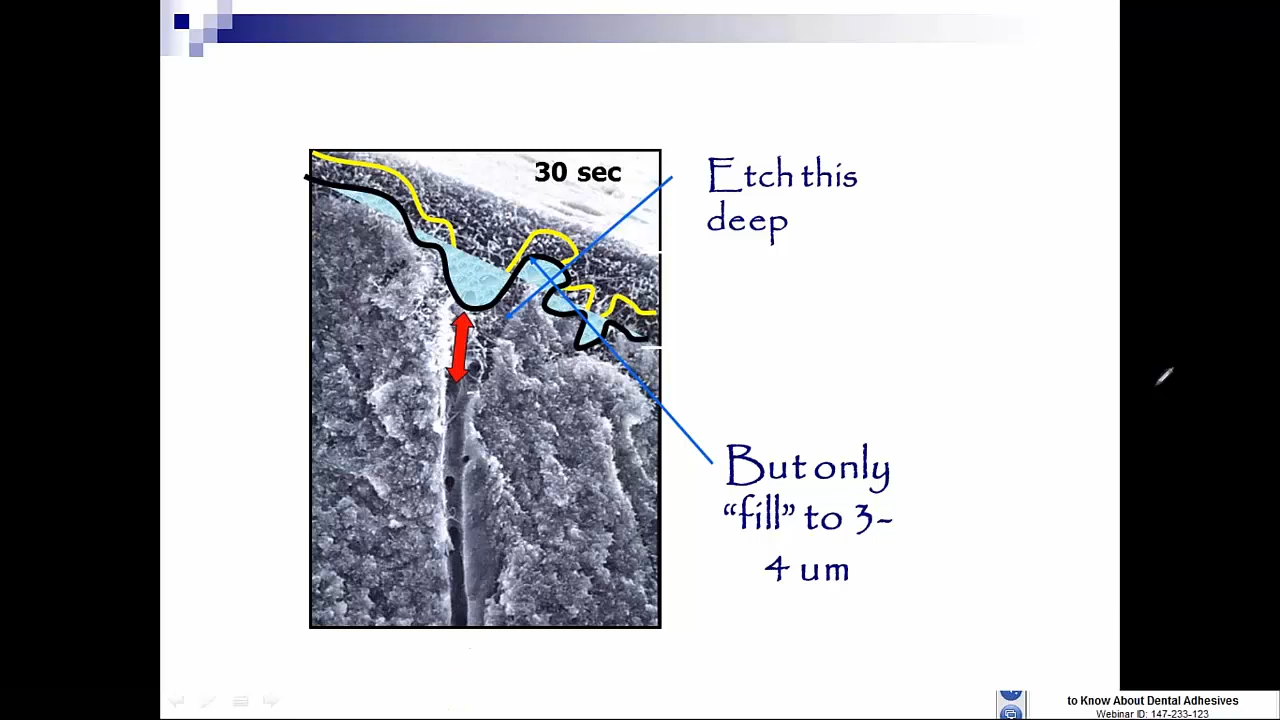 30 sec
Etch this
deep
But only
“fill” to 3-
4 um
to Know About Dental Adhesives
Webinar ID: 147-233-123